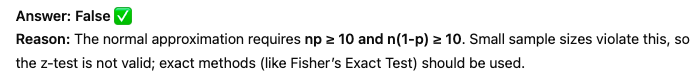 Answer: False ✅
Reason: The normal approximation requires np ≥ 10 and n(1-p) ≥ 10. Small sample sizes violate this, so
the z-test is not valid; exact methods (like Fisher's Exact Test) should be used.